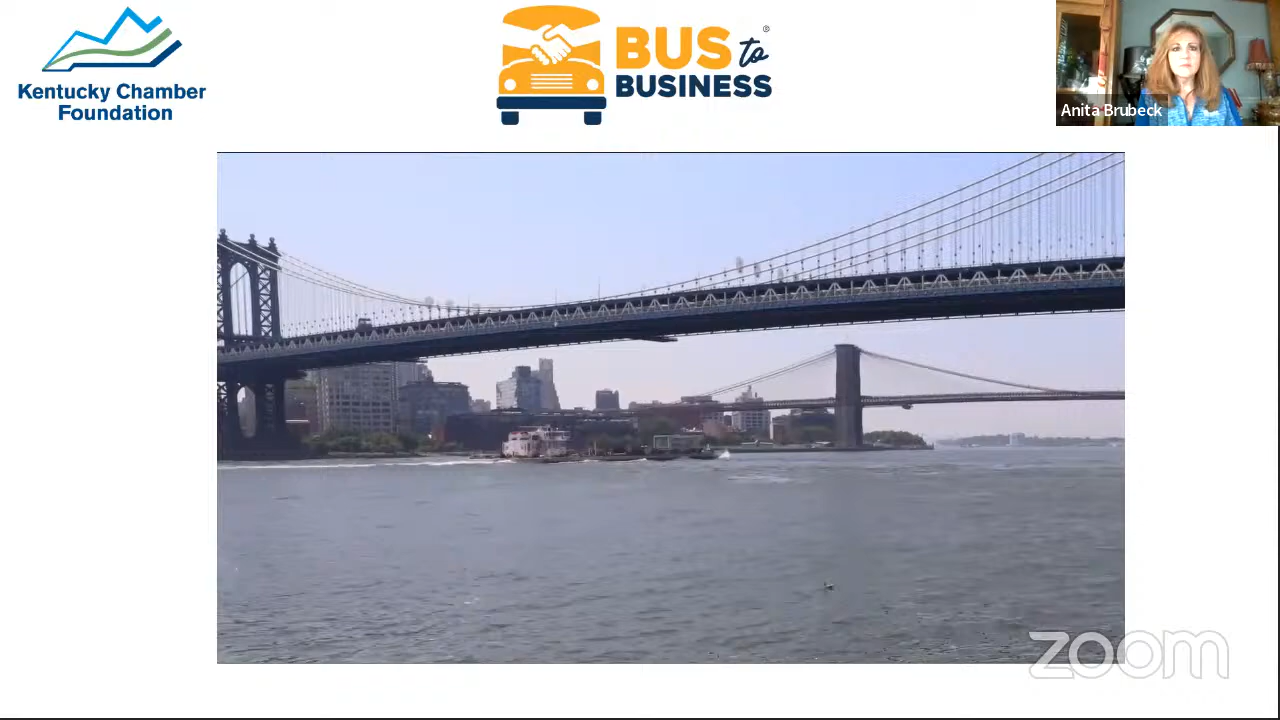 Kentucky Chamber
Foundation
BUS to®
BUSINESS
Anita Brubeck
zoom